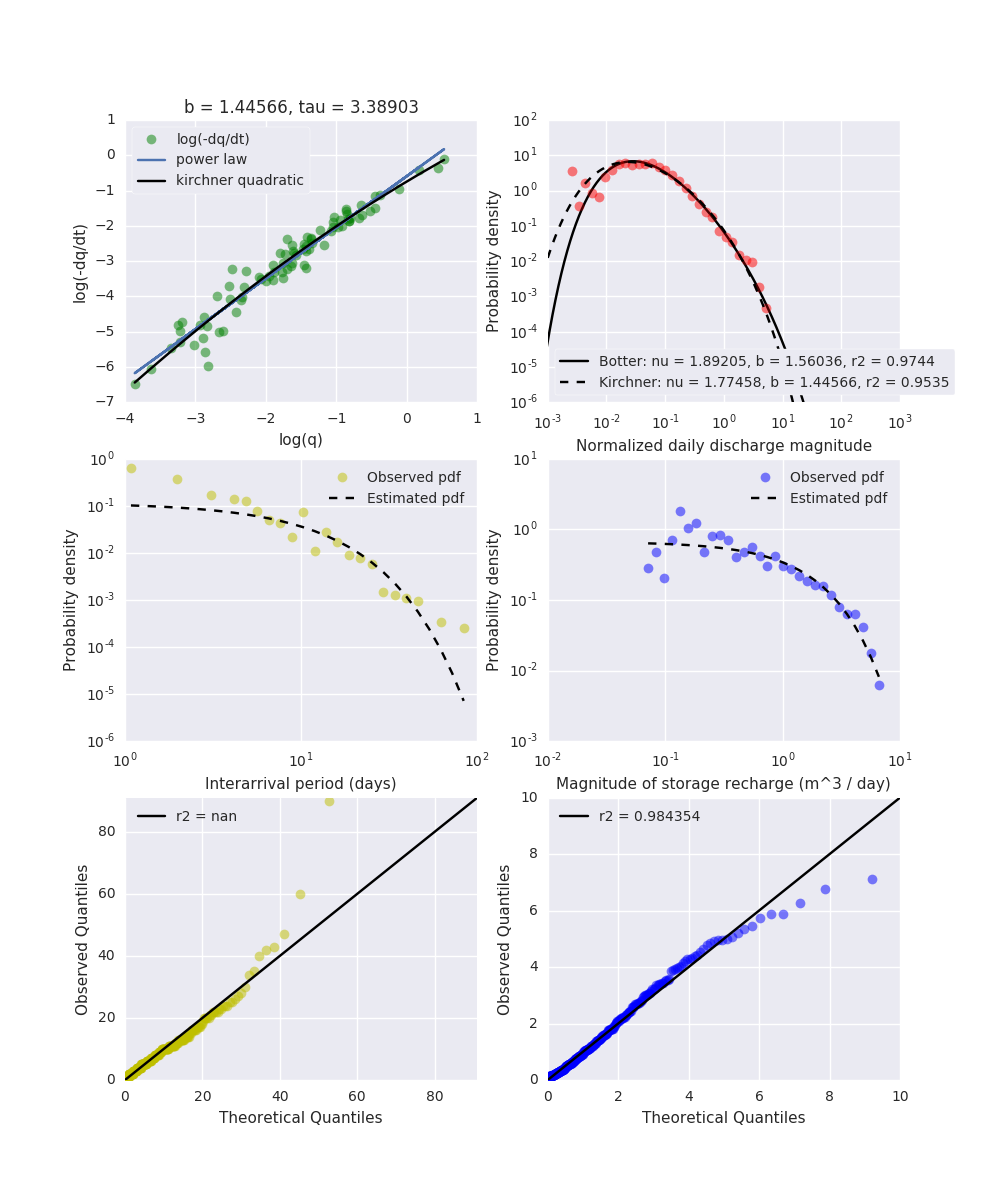 b = 1.44566, tau = 3.38903
log(-dq/dt)
power law
kirchner quadratic
1
0
−1
−2
−3
−4
−5
−6
−7
log(-dq/dt)
−4 −3 −2 −1 0 1
log(q)
10^2
10^1
10^0
10^-1
10^-2
10^-3
10^-4
10^-5
10^-6
Probability density
Botter: nu = 1.89205, b = 1.56036, r2 = 0.9744
Kirchner: nu = 1.77458, b = 1.44566, r2 = 0.9535
10^-3 10^-2 10^-1 10^0 10^1 10^2 10^3
Normalized daily discharge magnitude
10^0
10^-1
10^-2
10^-3
10^-4
10^-5
10^-6
Probability density
Observed pdf
Estimated pdf
10^0 10^1 10^2
Interarrival period (days)
10^1
10^0
10^-1
10^-2
10^-3
Probability density
Observed pdf
Estimated pdf
10^-2 10^-1 10^0 10^1
Magnitude of storage recharge (m^3 / day)
r2 = nan
80
60
40
20
0
Observed Quantiles
0 20 40 60 80
Theoretical Quantiles
r2 = 0.984354
10
8
6
4
2
0
Observed Quantiles
0 2 4 6 8 10
Theoretical Quantiles